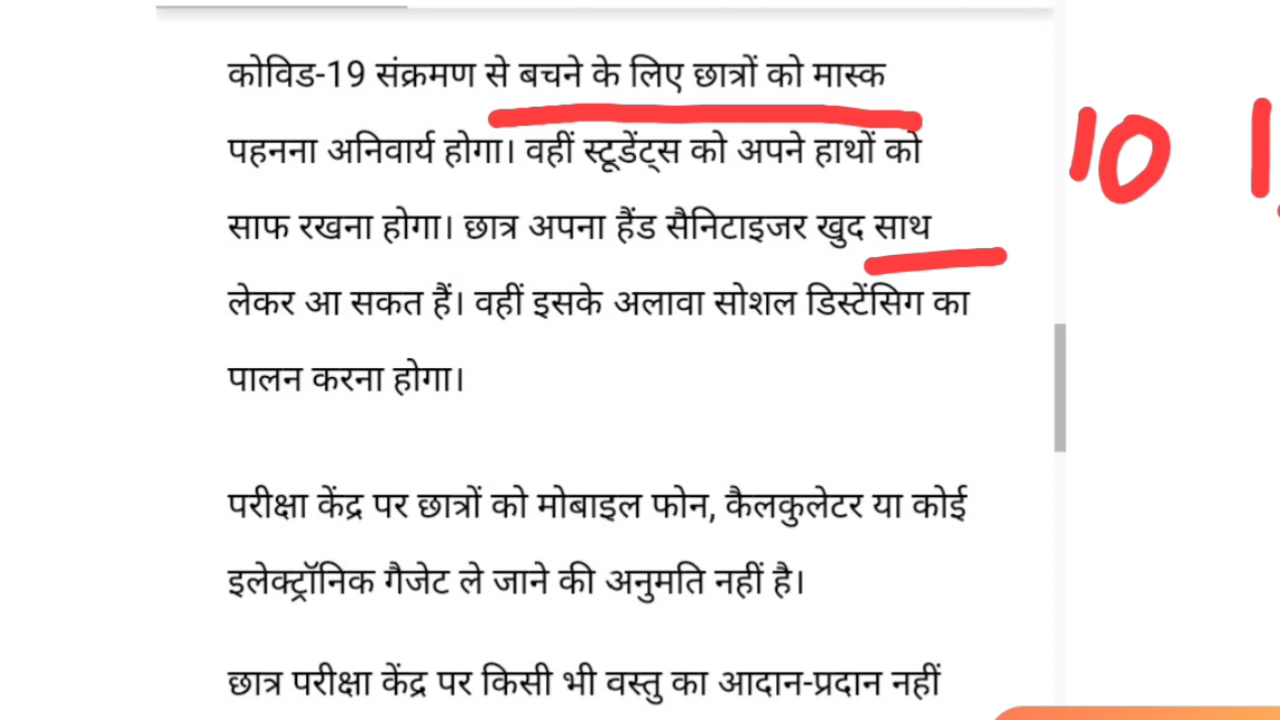 कोविड-19 संक्रमण से बचने के लिए छात्रों को मास्क
पहनना अनिवार्य होगा। वहीं स्टूडेंट्स को अपने हाथों को
साफ रखना होगा। छात्र अपना हैंड सैनिटाइजर खुद साथ
लेकर आ सकत हैं। वहीं इसके अलावा सोशल डिस्टेंसिग का
पालन करना होगा।
परीक्षा केंद्र पर छात्रों को मोबाइल फोन, कैलकुलेटर या कोई
इलेक्ट्रॉनिक गैजेट ले जाने की अनुमति नहीं है।
छात्र परीक्षा केंद्र पर किसी भी वस्तु का आदान-प्रदान नहीं
10